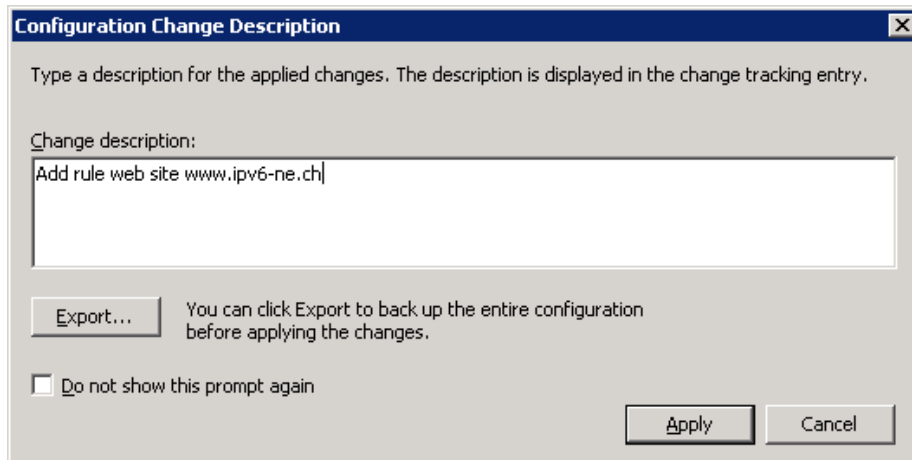 Configuration Change Description
Type a description for the applied changes. The description is displayed in the change tracking entry.
Change description:
Add rule web site www.ipv6-ne.ch
Export...
You can click Export to back up the entire configuration
before applying the changes.
Do not show this prompt again
Apply
Cancel